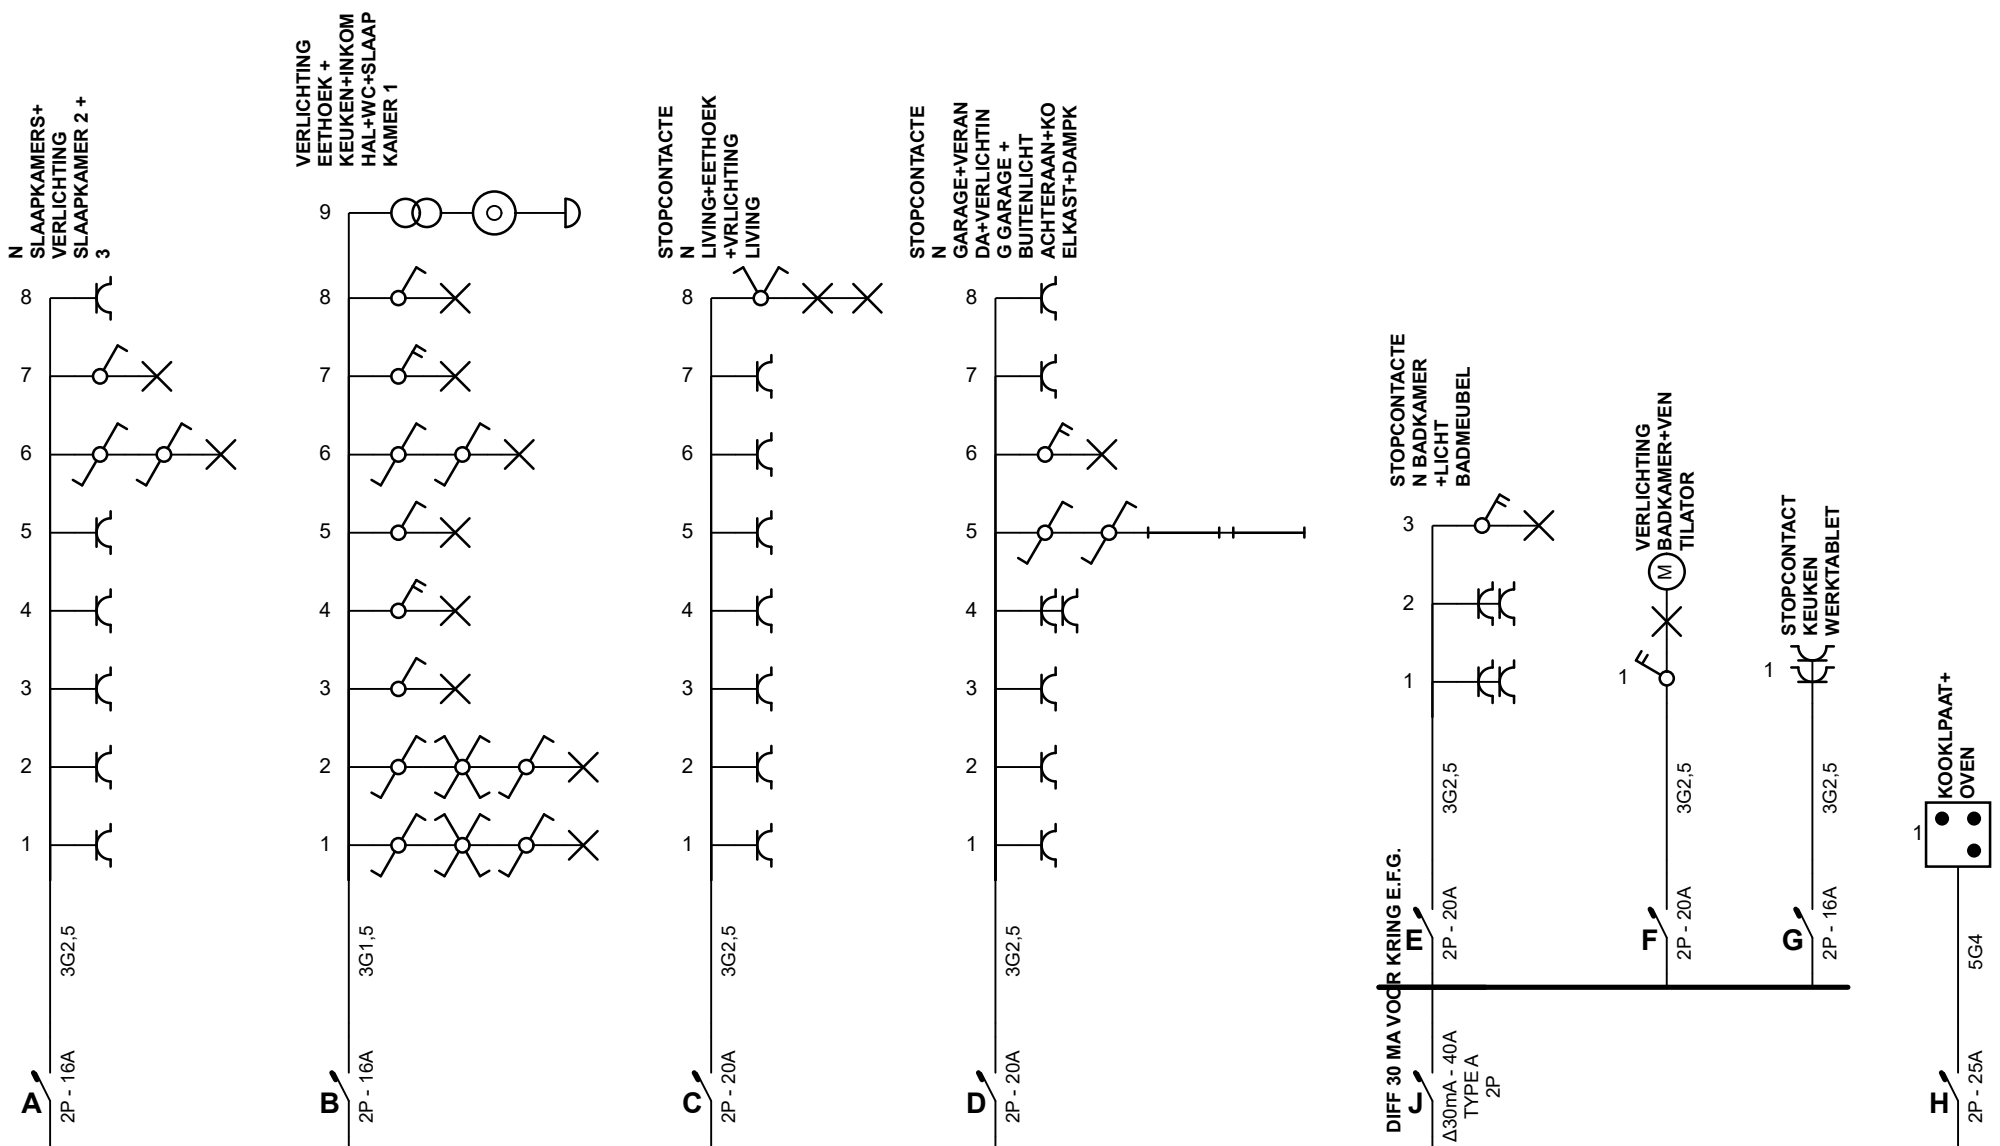 N
SLAAPKAMERS+
VERLICHTING
SLAAPKAMER 2 +
3
8
7
6
5
4
3
2
1
3G2,5
2P - 16A
A
VERLICHTING
EETHOEK +
KEUKEN+INKOM
HAL+WC+SLAAP
KAMER 1
9
8
7
6
5
4
3
2
1
3G1,5
2P - 16A
B
STOPCONTACTE
N
LIVING+EETHOEK
+VRLICHTING
LIVING
8
7
6
5
4
3
2
1
3G2,5
2P - 20A
C
STOPCONTACTE
N
GARAGE+VERAN
DA+VERLICHTIN
G GARAGE +
BUITENLICHT
ACHTERAAN+KO
ELKAST+DAMPK
8
7
6
5
4
3
2
1
3G2,5
2P - 20A
D
STOPCONTACTE
N BADKAMER
+LICHT
BADMEUBEL
3
2
1
3G2,5
2P - 20A
E
DIFF 30 MA VOOR KRING E.F.G.
J
Δ30mA - 40A
TYPE A
2P
VERLICHTING
BADKAMER+VEN
TILATOR
M
1
3G2,5
2P - 20A
F
STOPCONTACT
KEUKEN
WERKTABLET
1
3G2,5
2P - 16A
G
KOOKLPAAT+
OVEN
1
5G4
2P - 25A
H